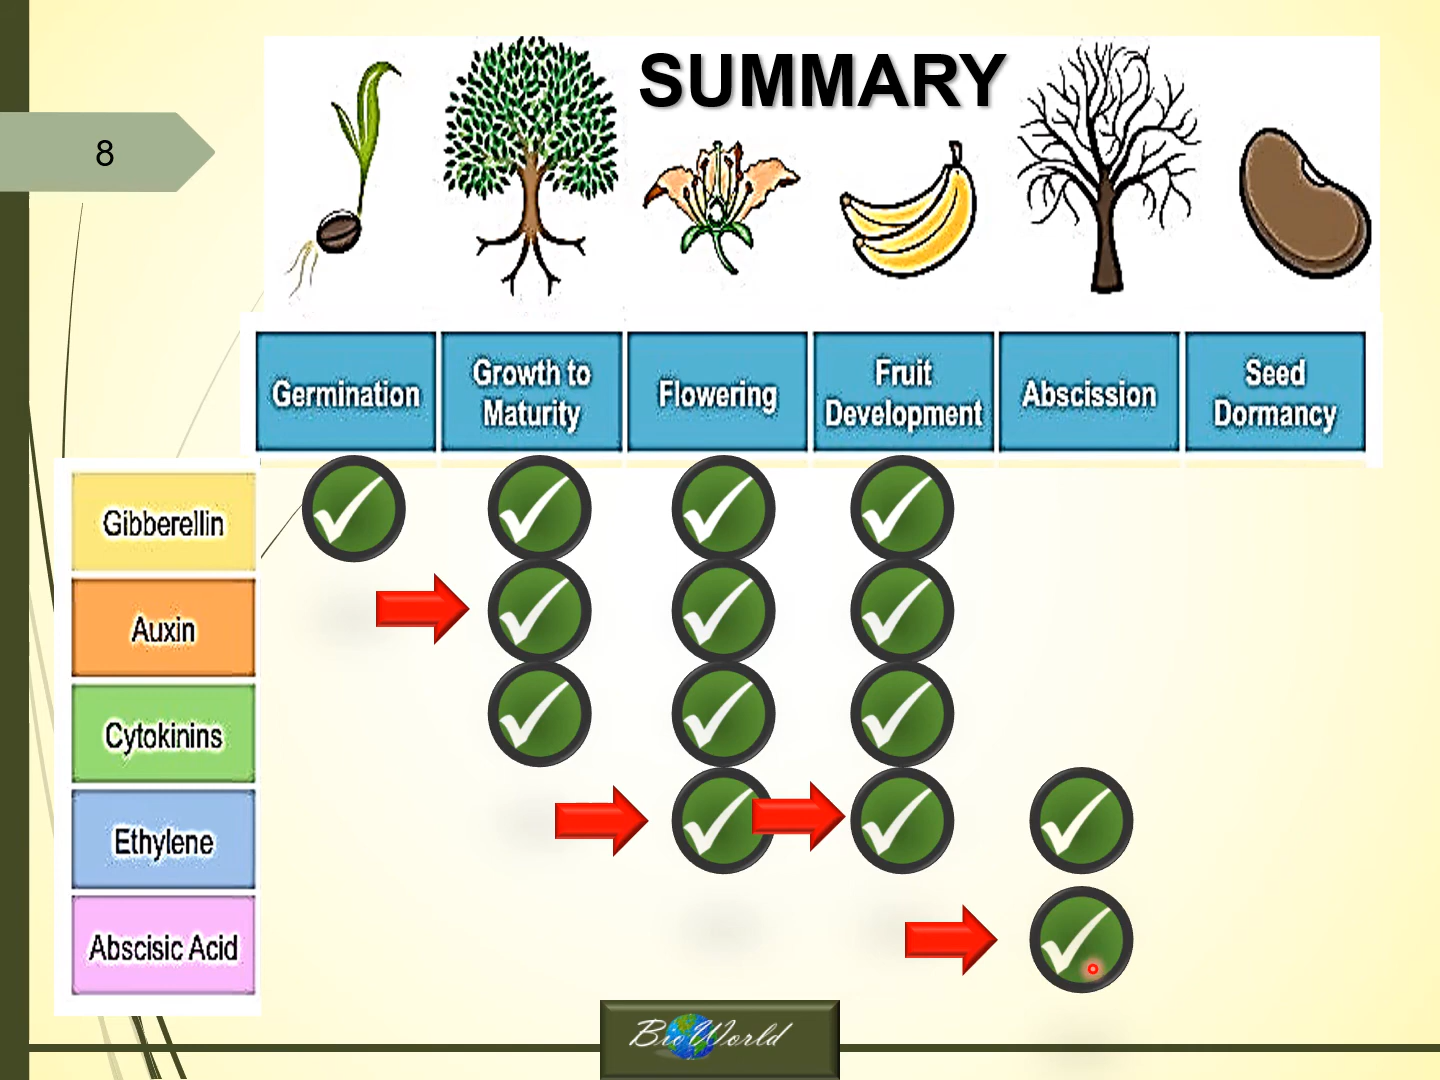 SUMMARY
8
Germination
Growth to
Maturity
Flowering
Fruit
Development
Abscission
Seed
Dormancy
Gibberellin
Auxin
Cytokinins
Ethylene
Abscisic Acid
BioWorld